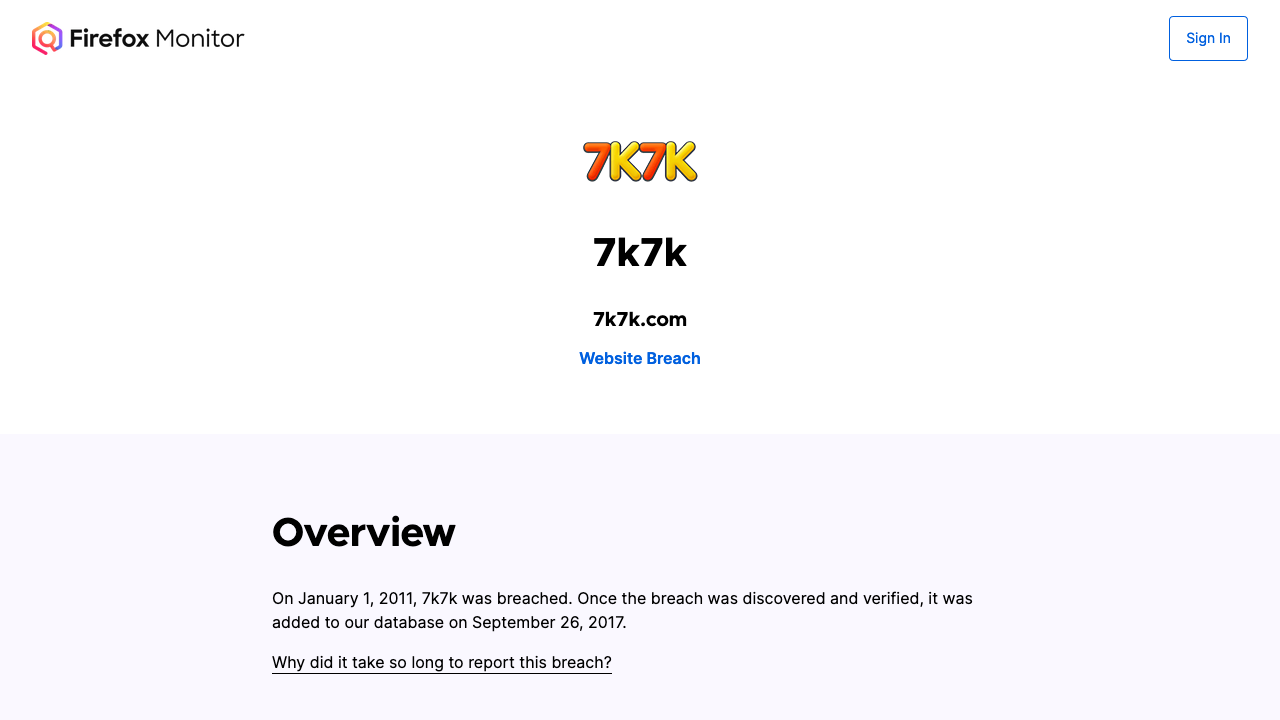 Firefox Monitor
Sign In
7K7K
7k7k
7k7k.com
Website Breach
Overview
On January 1, 2011, 7k7k was breached. Once the breach was discovered and verified, it was
added to our database on September 26, 2017.
Why did it take so long to report this breach?